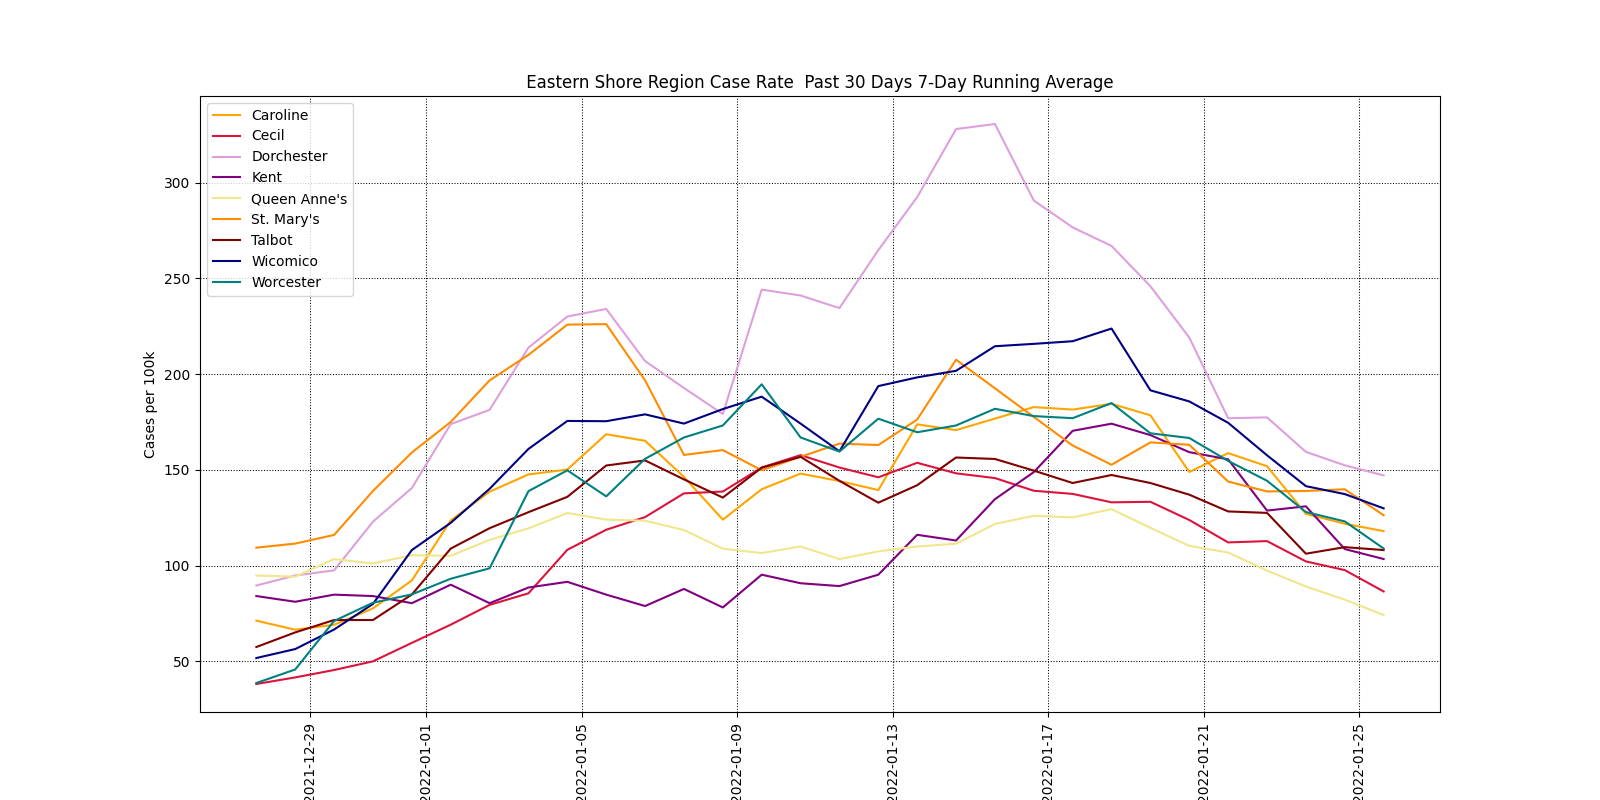 Eastern Shore Region Case Rate  Past 30 Days 7-Day Running Average
Caroline
Cecil
Dorchester
Kent
Queen Anne's
St. Mary's
Talbot
Wicomico
Worcester
Cases per 100k
300
250
200
150
100
50
2021-12-29
2022-01-01
2022-01-05
2022-01-09
2022-01-13
2022-01-17
2022-01-21
2022-01-25